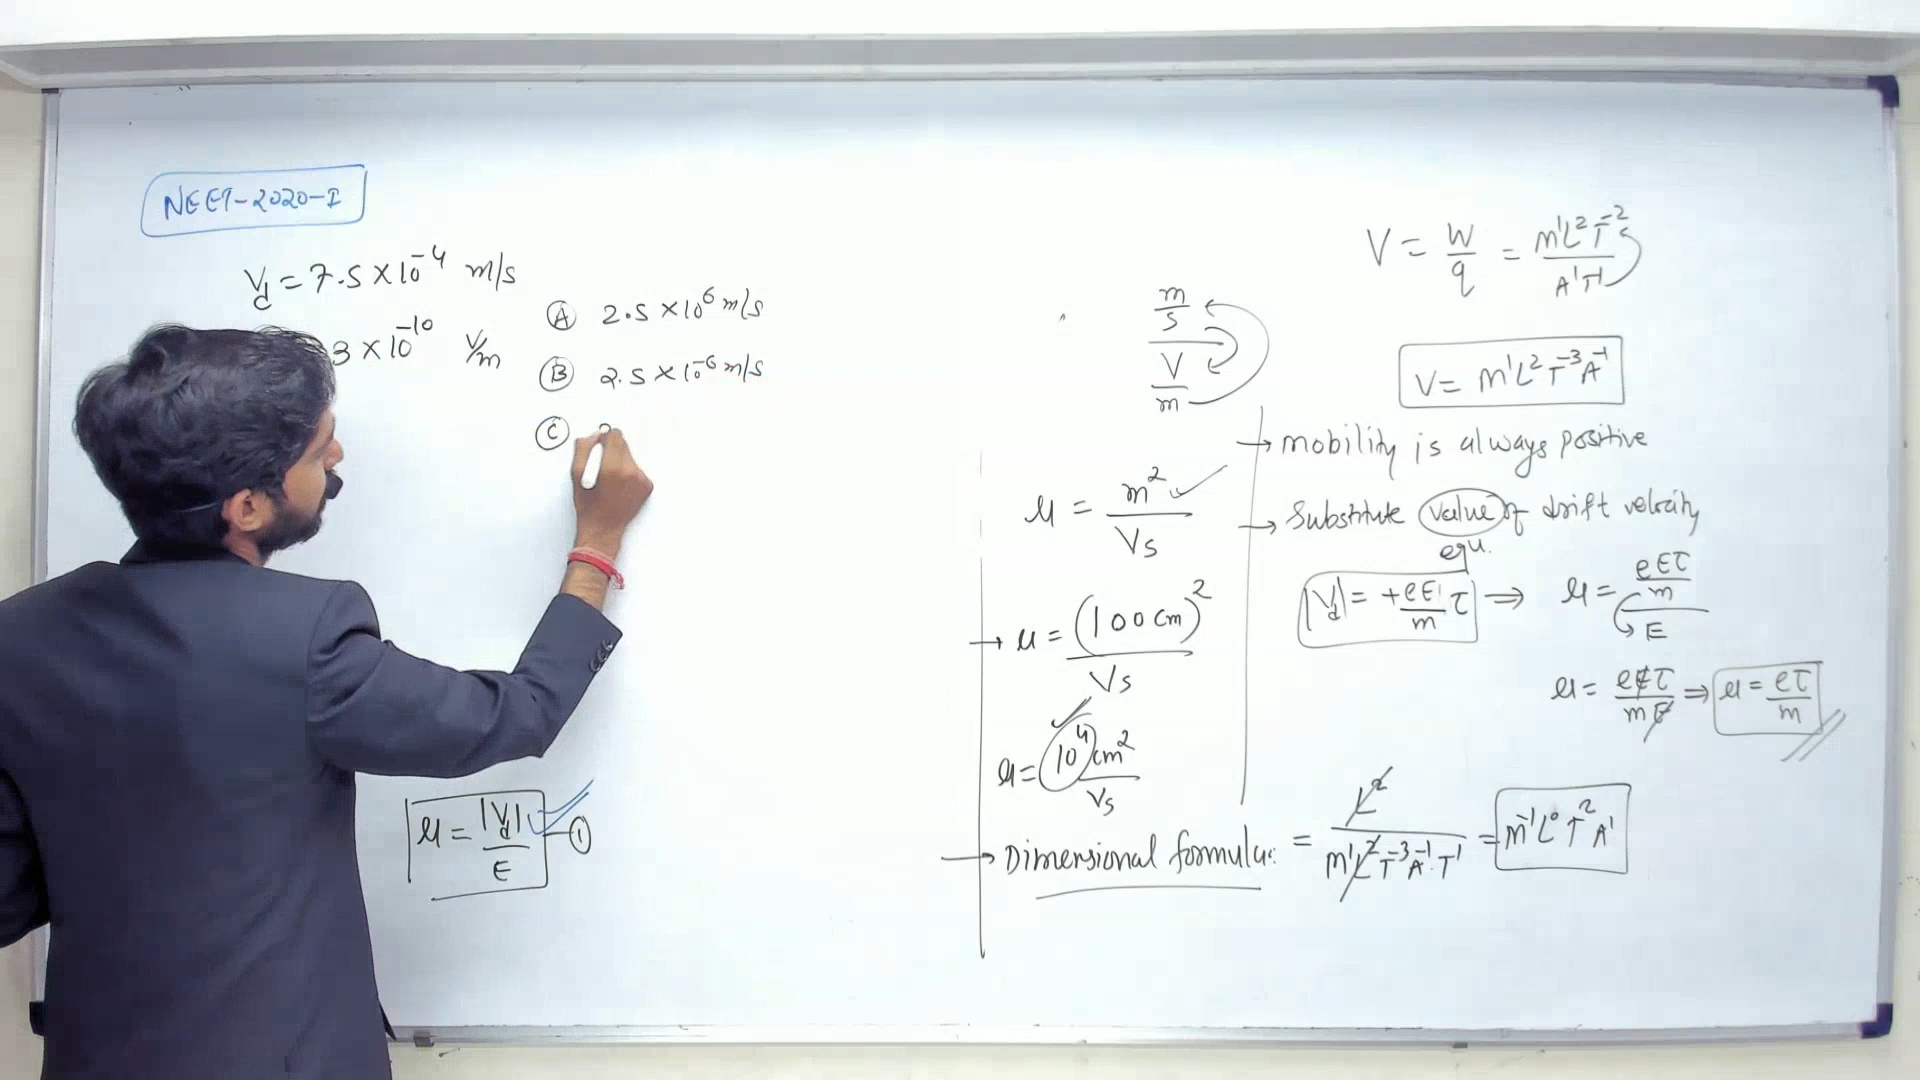 NEET-2020-I
Vd = 7.5 × 10⁻⁴ m/s
3 × 10⁻¹⁰ V/m
Ⓐ 2.5 × 10⁶ m/s
Ⓑ 2.5 × 10⁻⁶ m/s
Ⓒ
μ = |Vd| / E — ①
m/s / V/m
μ = m² / Vs
→ μ = (100 cm)² / Vs
μ = 10⁴ cm² / Vs
V = W/q = M¹L²T⁻² / A¹T¹
V = M¹L²T⁻³A⁻¹
→ mobility is always positive
→ Substitute value of drift velocity
equ.
|Vd| = + eE/m τ ⇒ μ = eEτ/m / E
μ = eEτ / mE ⇒ μ = eτ/m
→ Dimensional formula: = L² / M¹L²T⁻³A⁻¹.T¹ = M⁻¹L⁰T²A¹